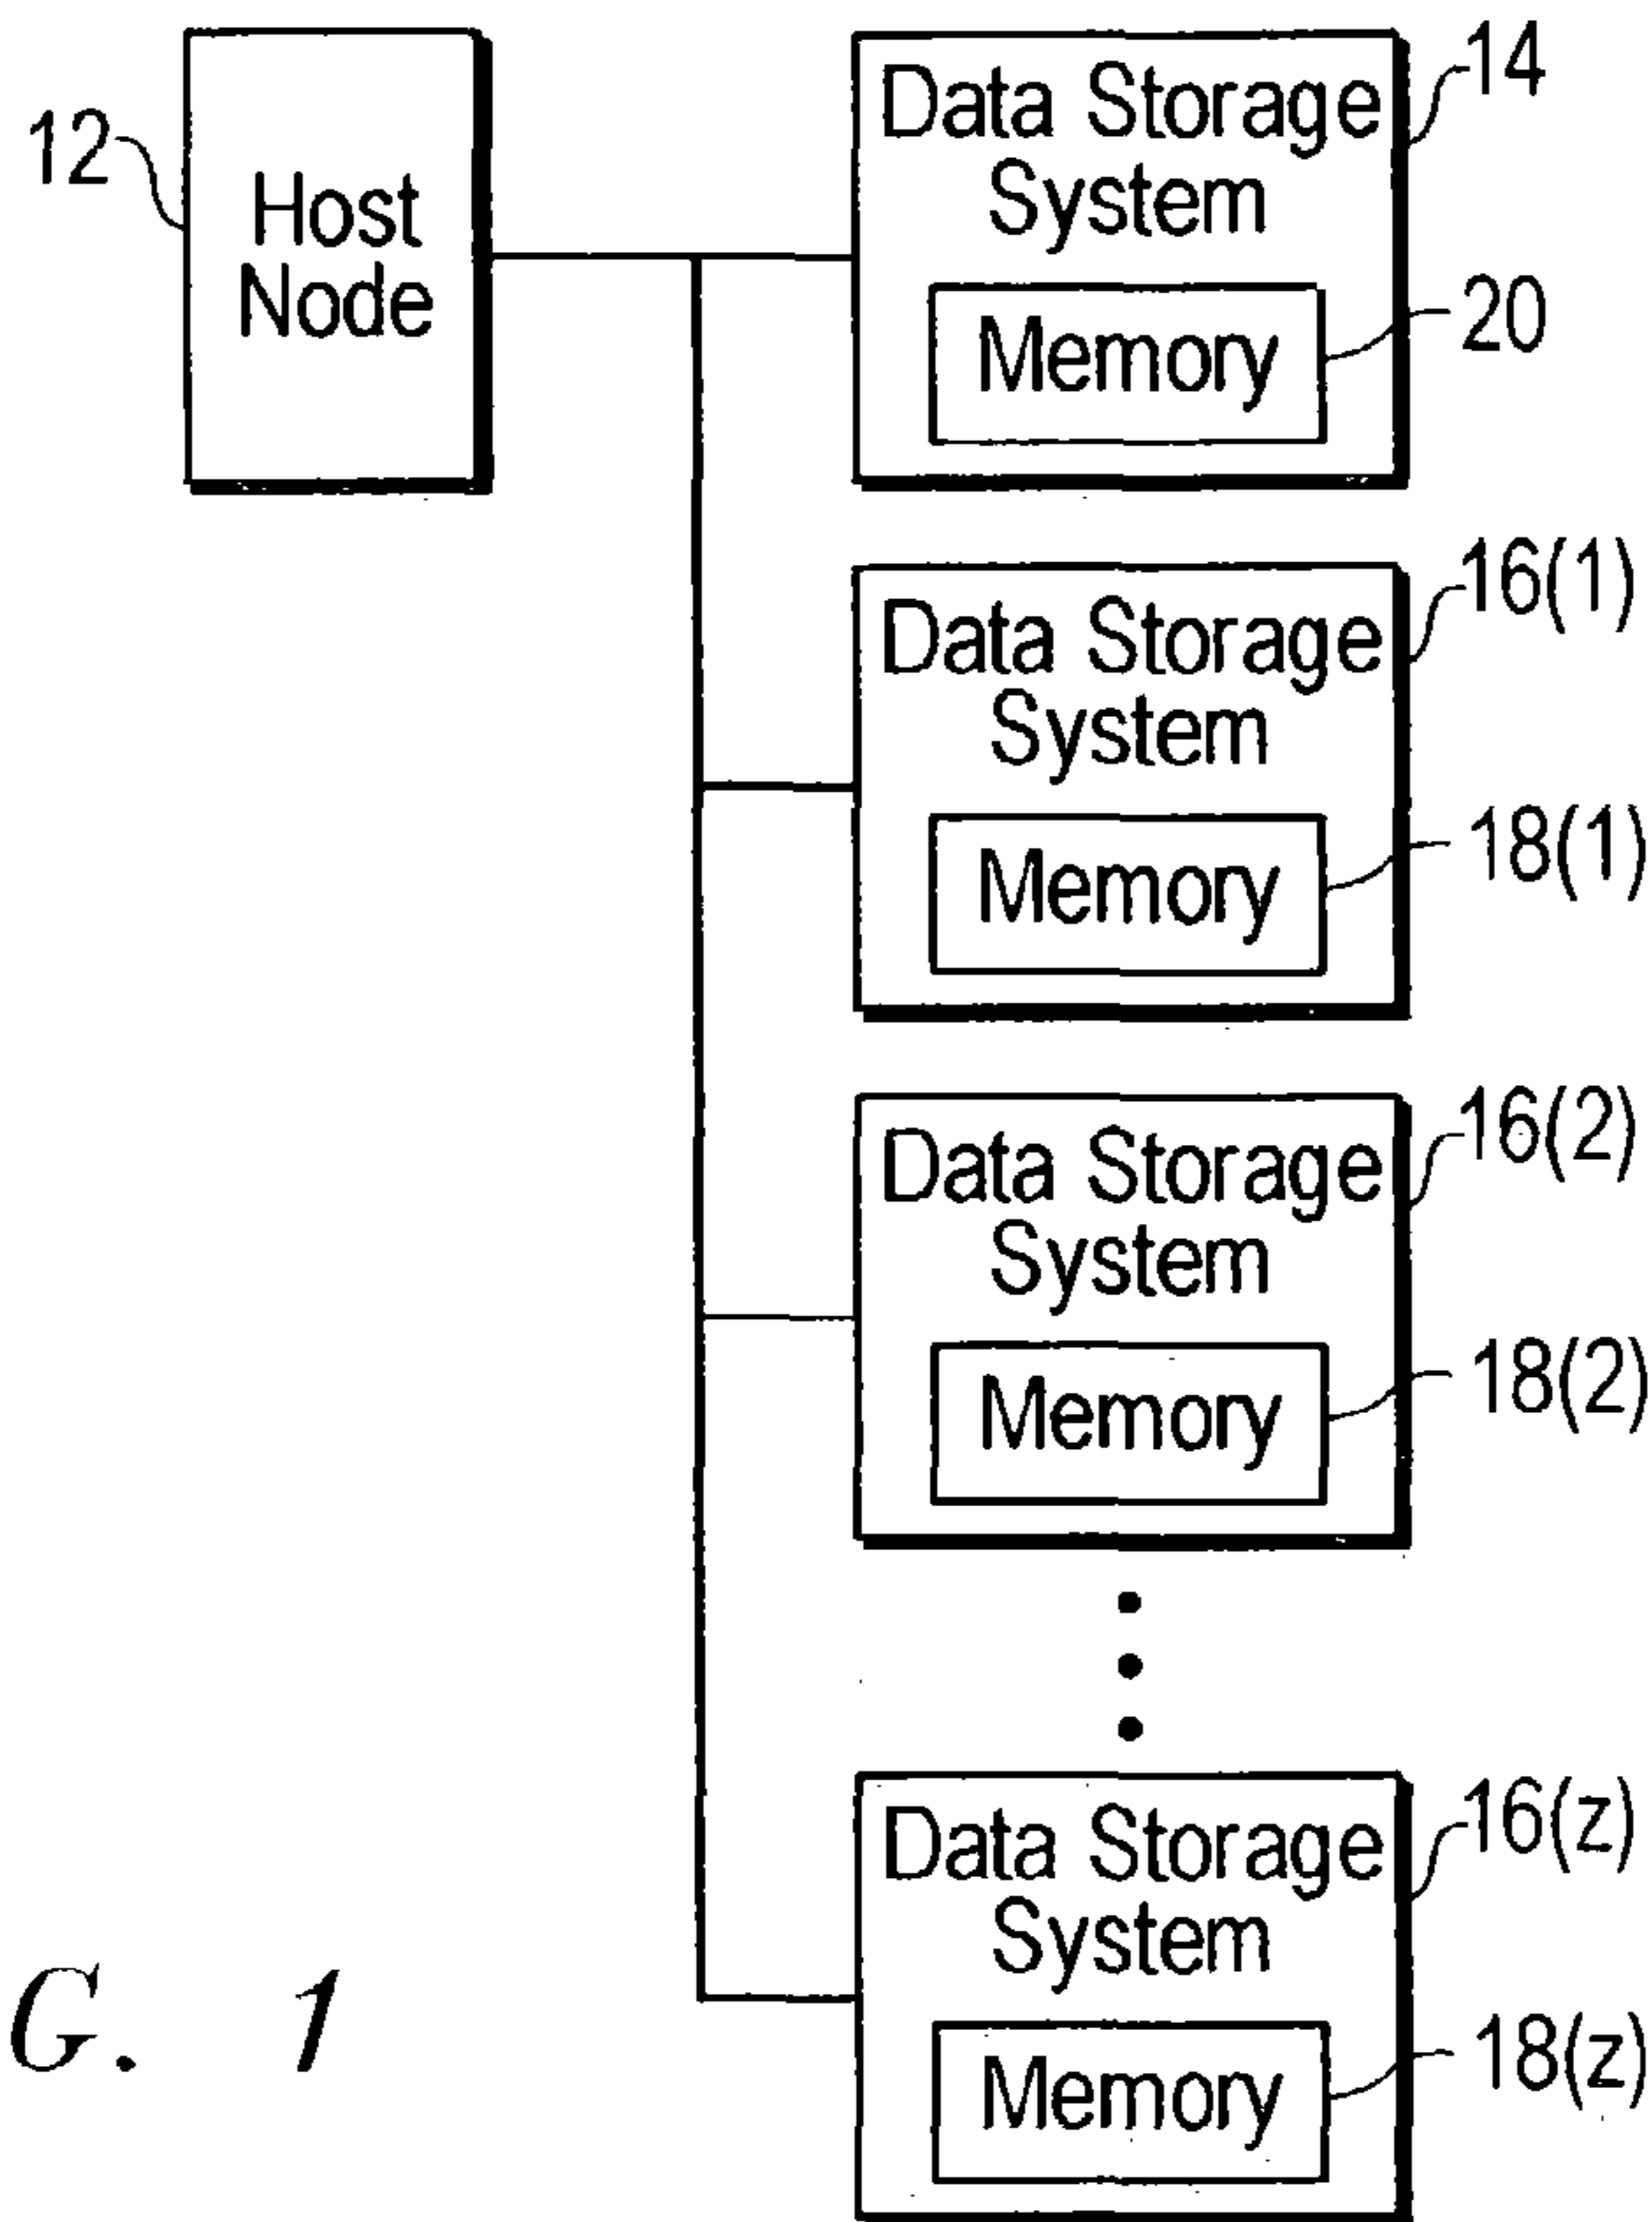 12
Host
Node
Data Storage
System
14
Memory
20
Data Storage
System
16(1)
Memory
18(1)
Data Storage
System
16(2)
Memory
18(2)
Data Storage
System
16(z)
Memory
18(z)
G. 1